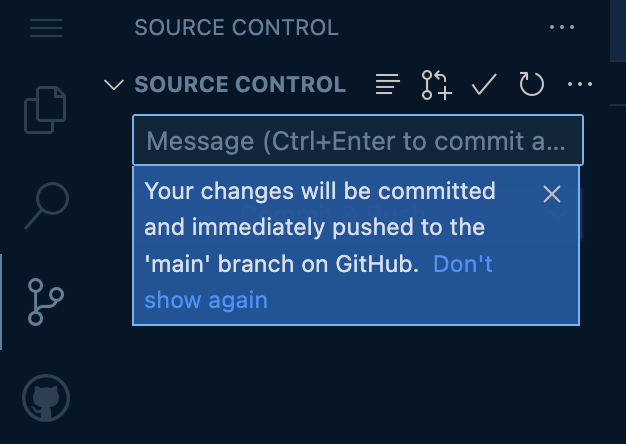 SOURCE CONTROL
SOURCE CONTROL
Message (Ctrl+Enter to commit a...
Your changes will be committed
and immediately pushed to the
'main' branch on GitHub. Don't
show again